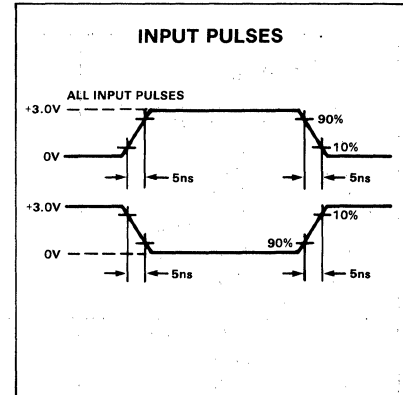 INPUT PULSES
ALL INPUT PULSES
+3.0V
90%
10%
0V
5ns
5ns
+3.0V
10%
90%
0V
5ns
5ns